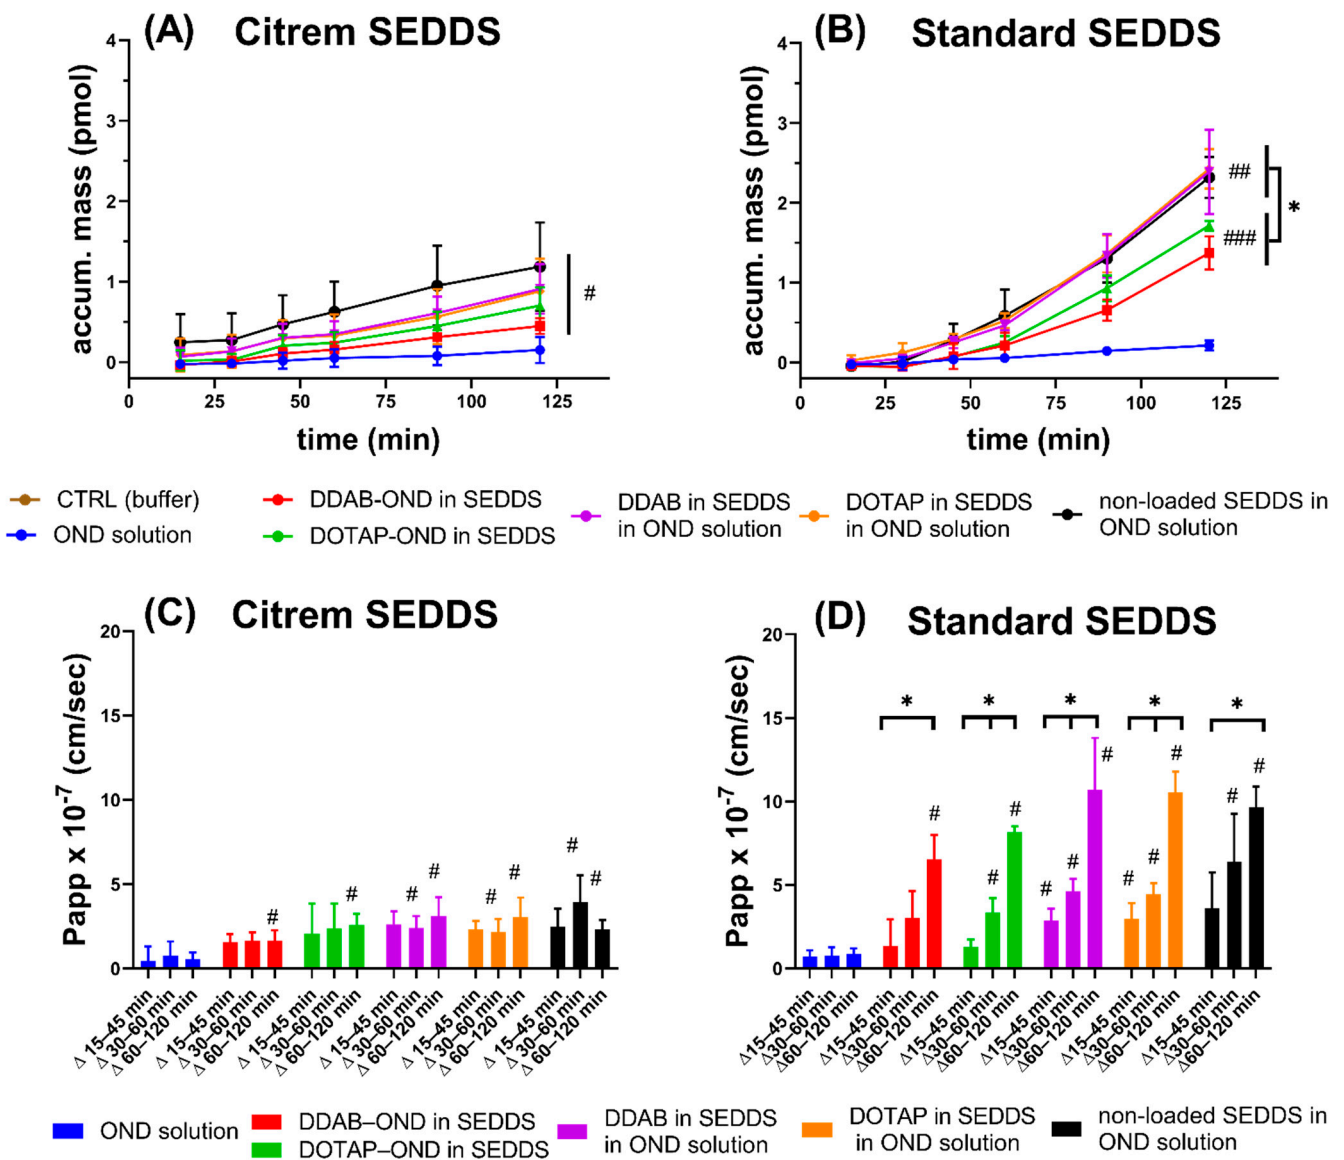 (A) Citrem SEDDS
accum. mass (pmol)
4
3
2
1
0
#
0 25 50 75 100 125
time (min)
(B) Standard SEDDS
accum. mass (pmol)
4
3
2
1
0
##
*
###
0 25 50 75 100 125
time (min)
CTRL (buffer)
OND solution
DDAB-OND in SEDDS
DOTAP-OND in SEDDS
DDAB in SEDDS
in OND solution
DOTAP in SEDDS
in OND solution
non-loaded SEDDS in
OND solution
(C) Citrem SEDDS
Papp x 10⁻⁷ (cm/sec)
20
15
10
5
0
# # # # # # # #
Δ 15–45 min
Δ 30–60 min
Δ 60–120 min
Δ 15–45 min
Δ 30–60 min
Δ 60–120 min
Δ 15–45 min
Δ 30–60 min
Δ 60–120 min
Δ 15–45 min
Δ 30–60 min
Δ 60–120 min
Δ 15–45 min
Δ 30–60 min
Δ 60–120 min
Δ 15–45 min
Δ 30–60 min
Δ 60–120 min
(D) Standard SEDDS
Papp x 10⁻⁷ (cm/sec)
20
15
10
5
0
* * * * *
# # # # # # # # # # #
Δ15–45 min
Δ30–60 min
Δ60–120 min
Δ15–45 min
Δ30–60 min
Δ60–120 min
Δ15–45 min
Δ30–60 min
Δ60–120 min
Δ15–45 min
Δ30–60 min
Δ60–120 min
Δ15–45 min
Δ30–60 min
Δ60–120 min
Δ15–45 min
Δ30–60 min
Δ60–120 min
OND solution
DDAB–OND in SEDDS
DOTAP–OND in SEDDS
DDAB in SEDDS
in OND solution
DOTAP in SEDDS
in OND solution
non-loaded SEDDS in
OND solution